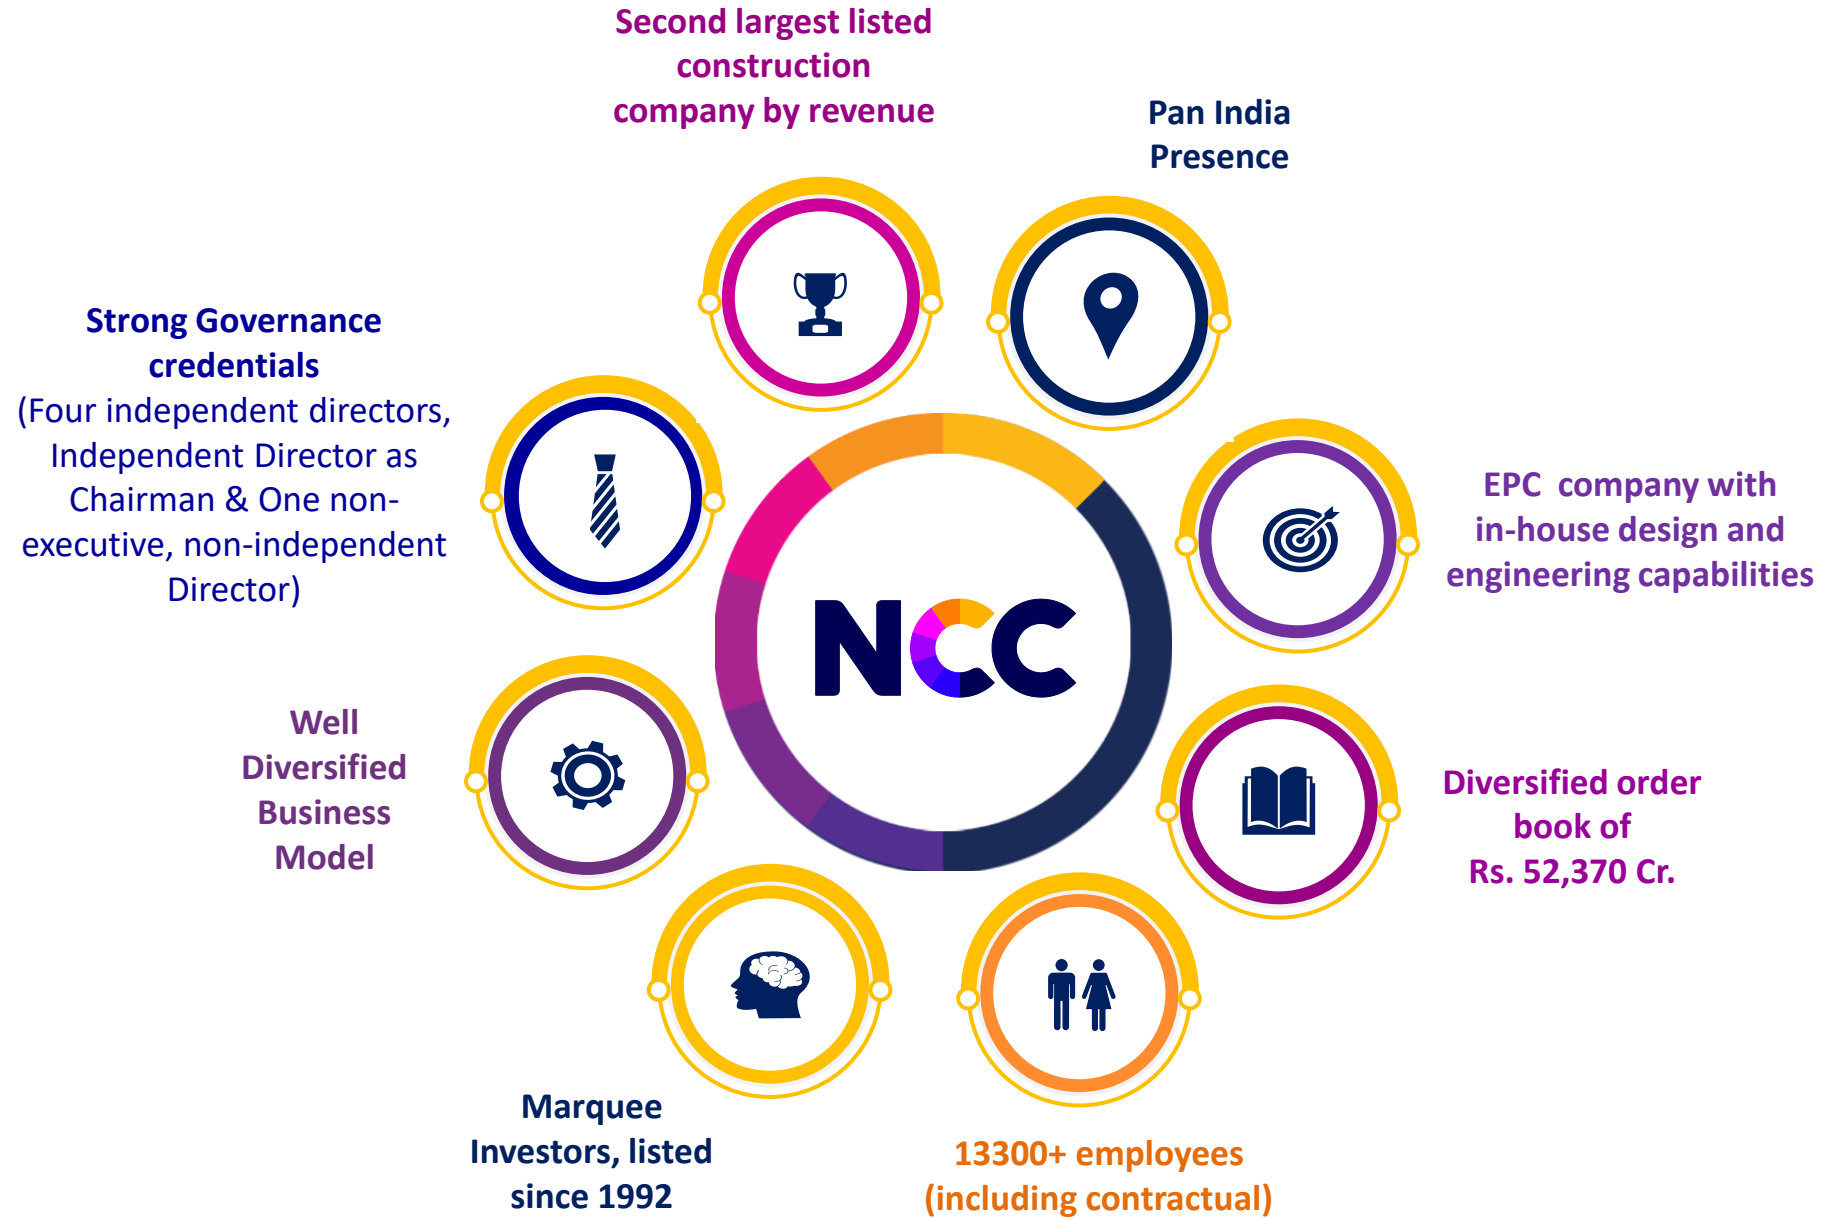 Second largest listed
construction
company by revenue
Pan India
Presence
Strong Governance
credentials
(Four independent directors,
Independent Director as
Chairman & One non-
executive, non-independent
Director)
EPC company with
in-house design and
engineering capabilities
NCC
Well
Diversified
Business
Model
Diversified order
book of
Rs. 52,370 Cr.
Marquee
Investors, listed
since 1992
13300+ employees
(including contractual)